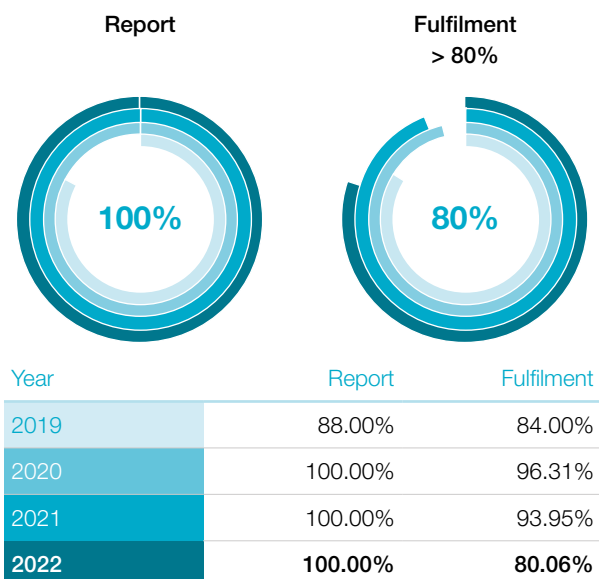 Report
Fulfilment
> 80%
100%
80%
Year Report Fulfilment
2019 88.00% 84.00%
2020 100.00% 96.31%
2021 100.00% 93.95%
2022 100.00% 80.06%